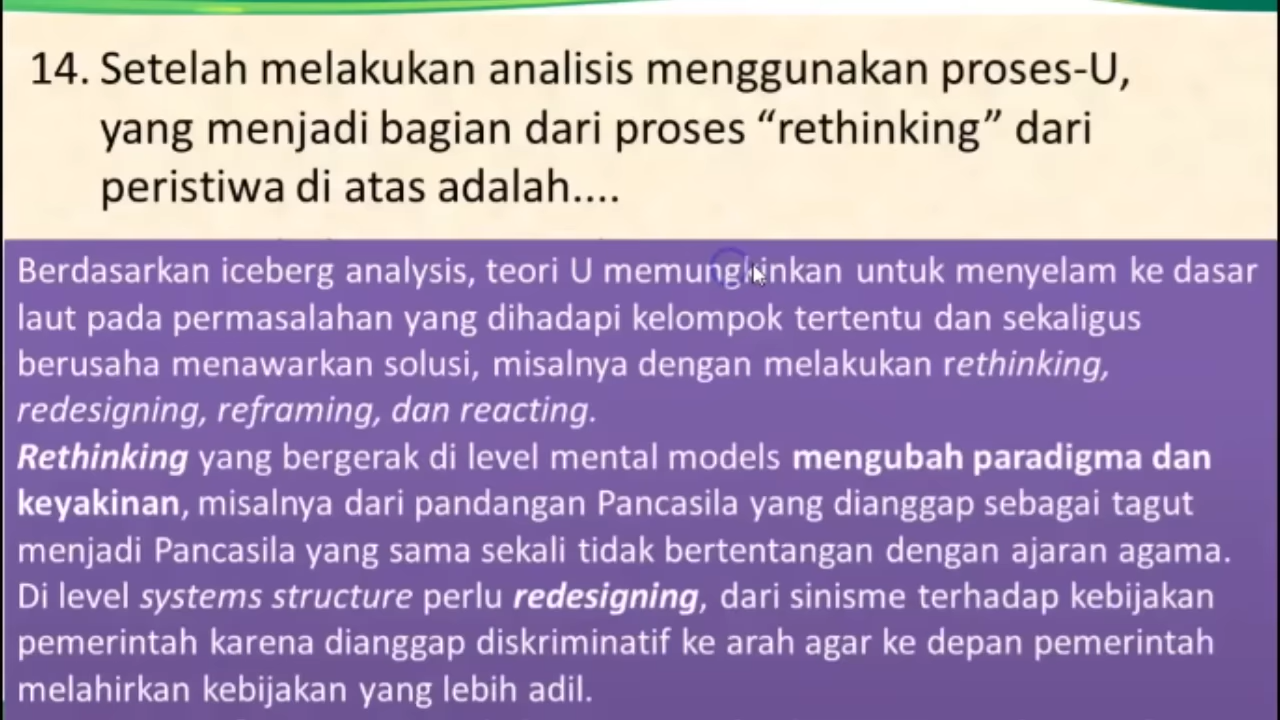 14. Setelah melakukan analisis menggunakan proses-U,
yang menjadi bagian dari proses “rethinking” dari
peristiwa di atas adalah....
Berdasarkan iceberg analysis, teori U memungkinkan untuk menyelam ke dasar
laut pada permasalahan yang dihadapi kelompok tertentu dan sekaligus
berusaha menawarkan solusi, misalnya dengan melakukan rethinking,
redesigning, reframing, dan reacting.
Rethinking yang bergerak di level mental models mengubah paradigma dan
keyakinan, misalnya dari pandangan Pancasila yang dianggap sebagai tagut
menjadi Pancasila yang sama sekali tidak bertentangan dengan ajaran agama.
Di level systems structure perlu redesigning, dari sinisme terhadap kebijakan
pemerintah karena dianggap diskriminatif ke arah agar ke depan pemerintah
melahirkan kebijakan yang lebih adil.